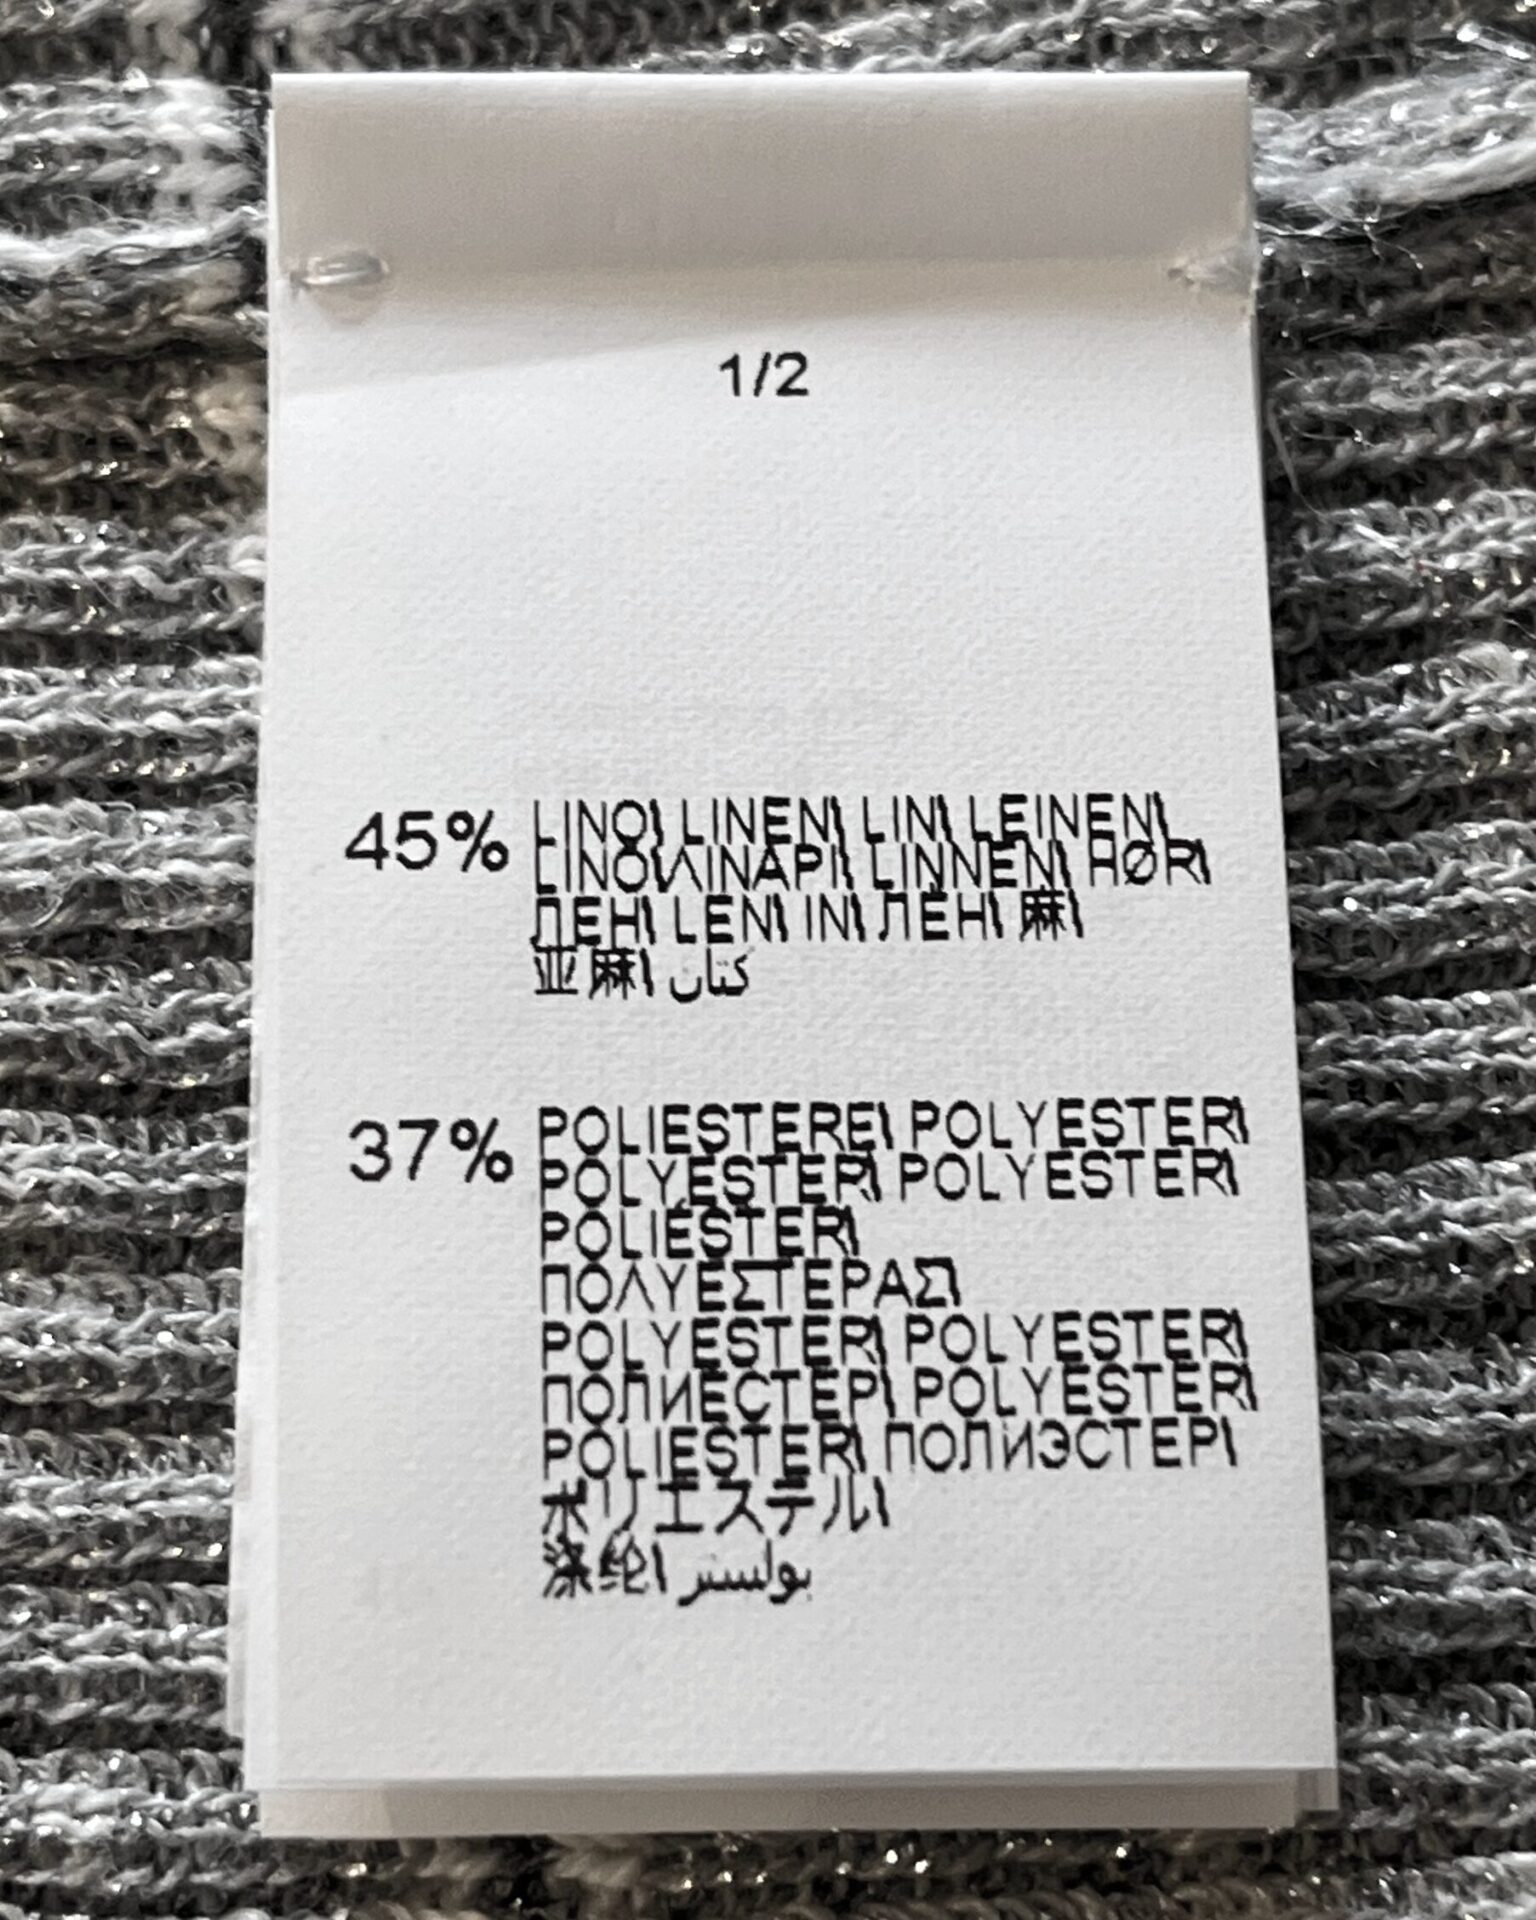 1/2
45% LINO\ LINEN\ LIN\ LEINEN\
LINO\ΛINAPI\ LINNEN\ HØR\
ЛЕН\ LEN\ IN\ ЛЁН\ 麻\
亚麻\ كتان
37% POLIESTERE\ POLYESTER\
POLYESTER\ POLYESTER\
POLIÉSTER\
ΠΟΛΥΕΣΤΕΡΑΣ\
POLYESTER\ POLYESTER\
ПОЛИЕСТЕР\ POLYESTER\
POLIESTER\ ПОЛИЭСТЕР\
ポリエステル\
涤纶\ بولستر